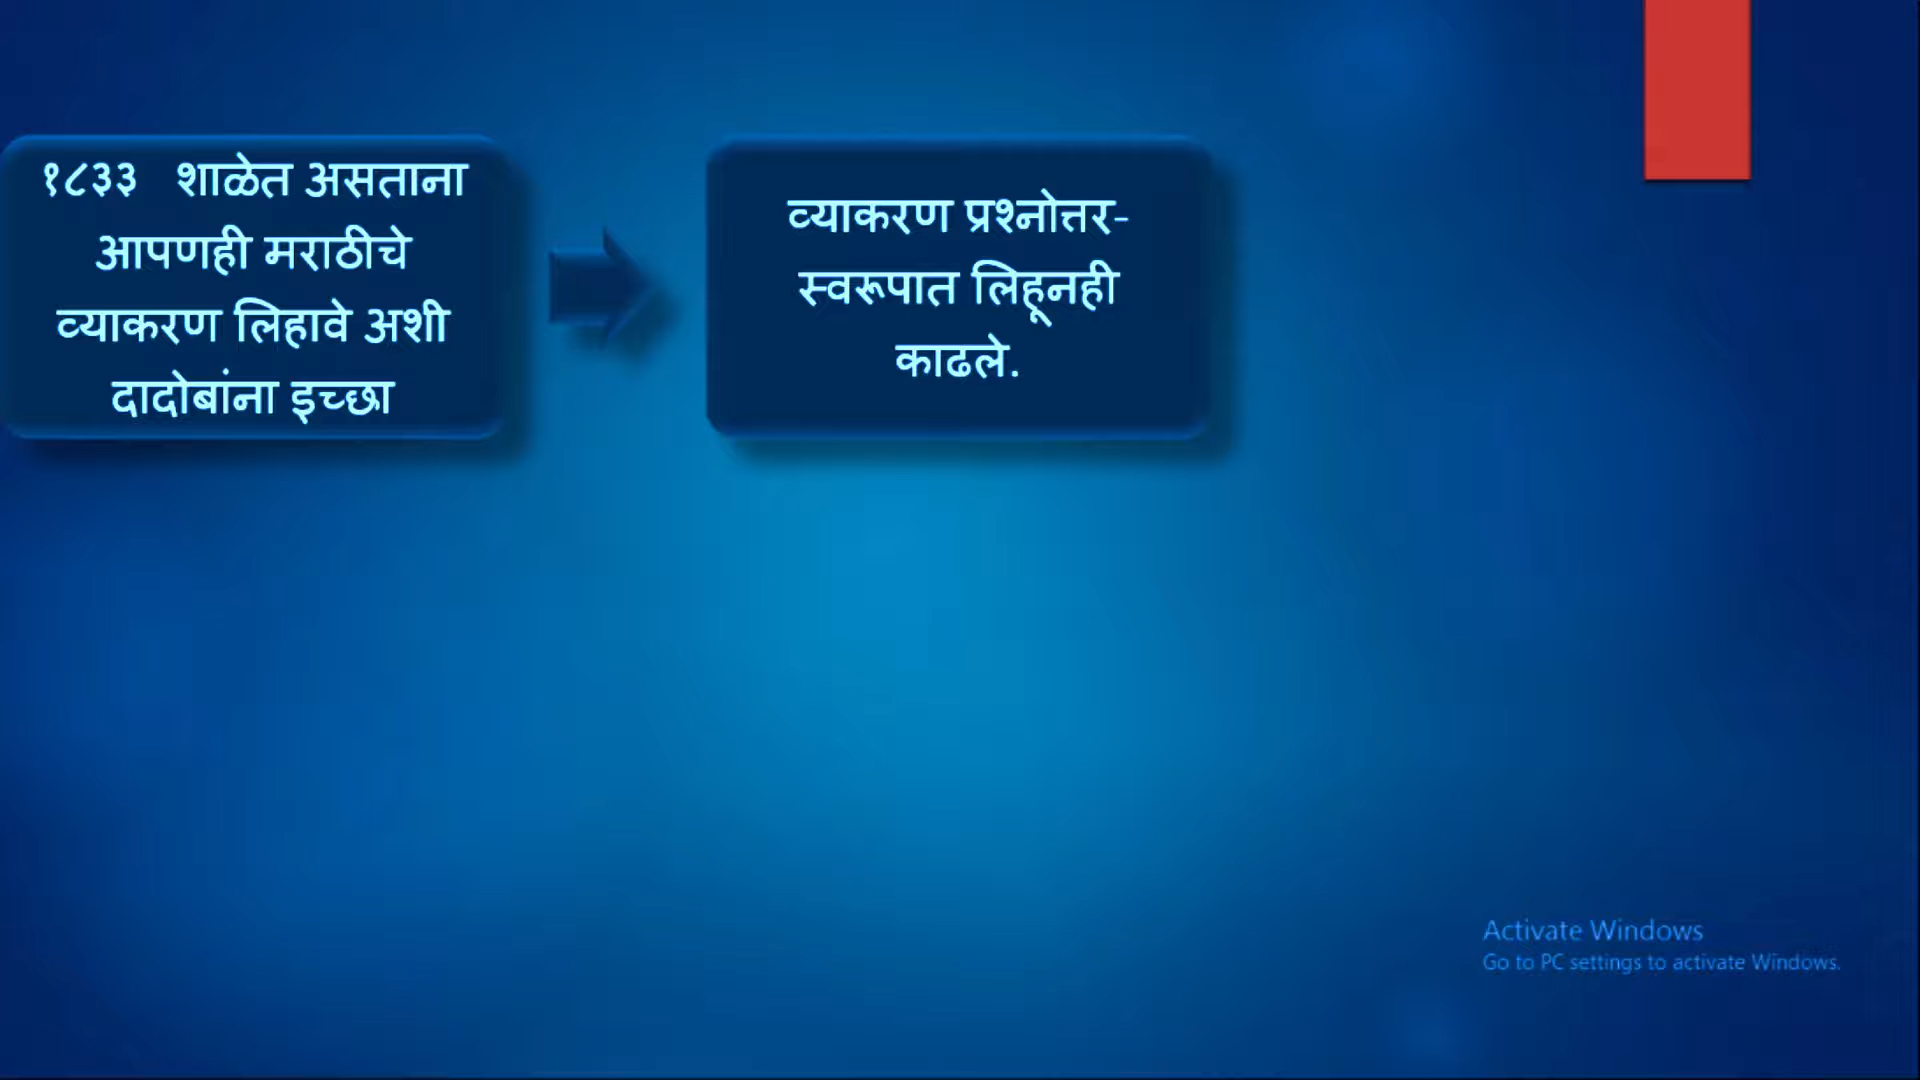 १८३३ शाळेत असताना
आपणही मराठीचे
व्याकरण लिहावे अशी
दादोबांना इच्छा
व्याकरण प्रश्नोत्तर-
स्वरूपात लिहूनही
काढले.
Activate Windows
Go to PC settings to activate Windows.